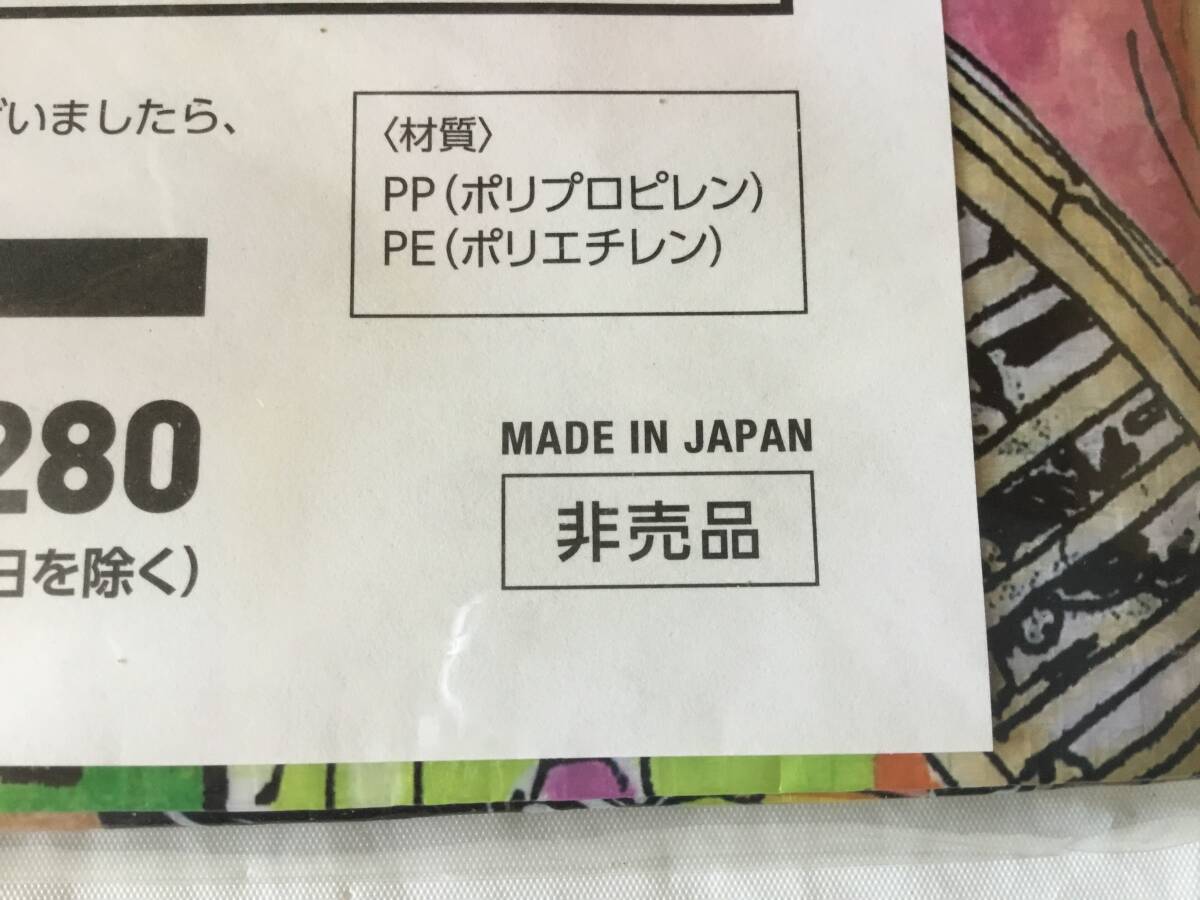 ざいましたら、
〈材質〉
PP(ポリプロピレン)
PE(ポリエチレン)
280
MADE IN JAPAN
日を除く)
非売品